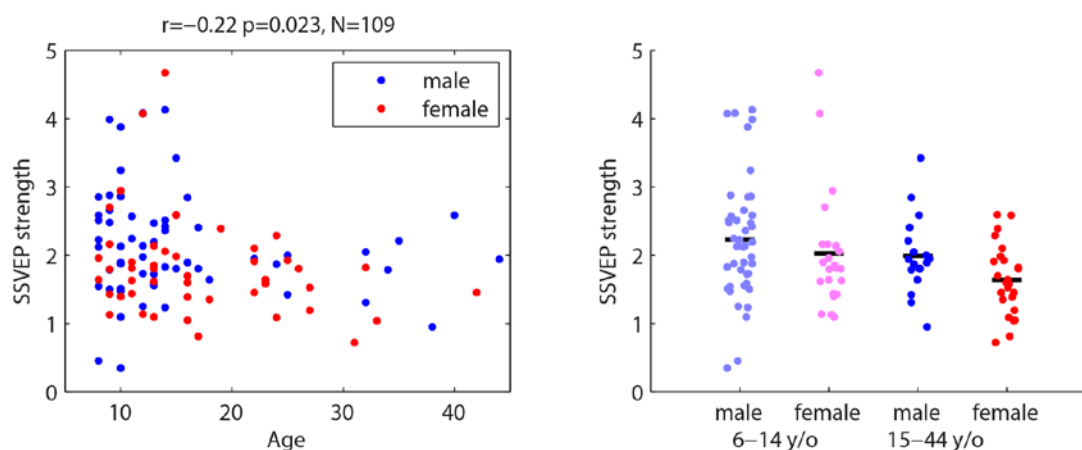 r=−0.22 p=0.023, N=109
SSVEP strength
5
4
3
2
1
0
10
20
30
40
Age
male
female
SSVEP strength
5
4
3
2
1
0
male female male female
6−14 y/o 15−44 y/o